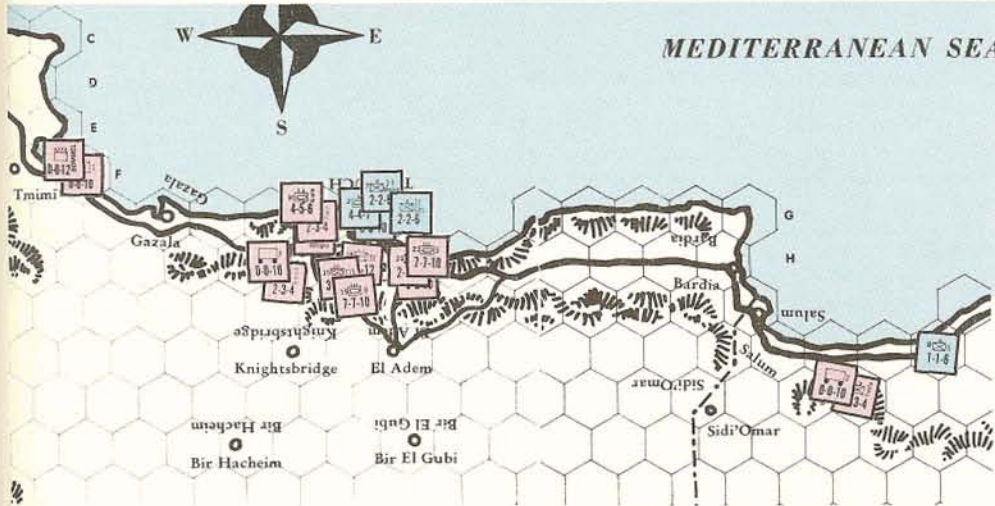 C
W E
MEDITERRANEAN SEA
D
S
E
ROMMEL
0-0-12
0-0-10
F
Tmimi
Gazala
Gazala
4-5-6
2-3-4
2-2-6
G
Bardia
H
0-0-10
2-3-4
7-7-10
7-7-10
Bardia
Salum
Knightsbridge
Knightsbridge
El Adem
Salum
1-1-6
0-0-10
3-4
Sidi'Omar
Sidi'Omar
Bir Hacheim
Bir El Gubi
Bir Hacheim
Bir El Gubi